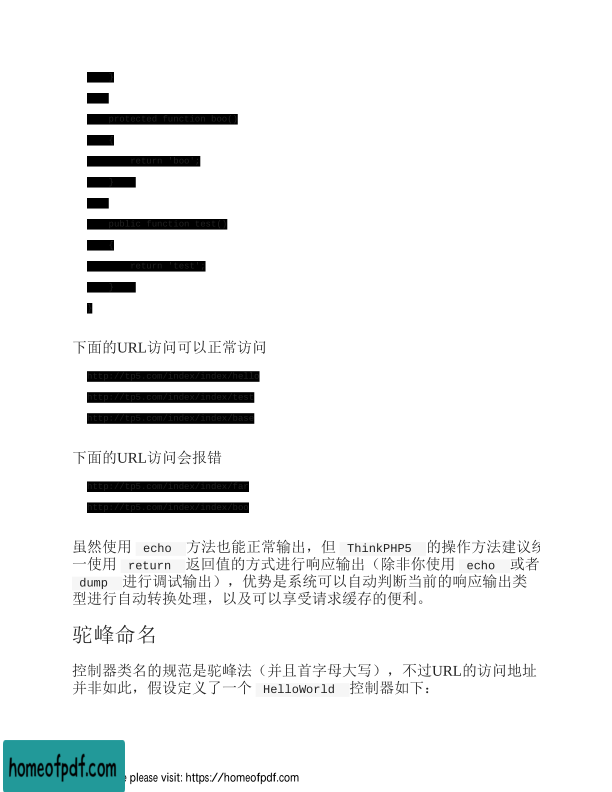 }
protected function boo()
{
return 'boo';
}
public function test()
{
return 'test';
}
}
下面的URL访问可以正常访问
http://tp5.com/index/index/hello
http://tp5.com/index/index/test
http://tp5.com/index/index/base
下面的URL访问会报错
http://tp5.com/index/index/far
http://tp5.com/index/index/boo
虽然使用 echo 方法也能正常输出，但 ThinkPHP5 的操作方法建议统
一使用 return 返回值的方式进行响应输出（除非你使用 echo 或者
dump 进行调试输出），优势是系统可以自动判断当前的响应输出类
型进行自动转换处理，以及可以享受请求缓存的便利。
驼峰命名
控制器类名的规范是驼峰法（并且首字母大写），不过URL的访问地址
并非如此，假设定义了一个 HelloWorld 控制器如下：
homeofpdf.com
e please visit: https://homeofpdf.com